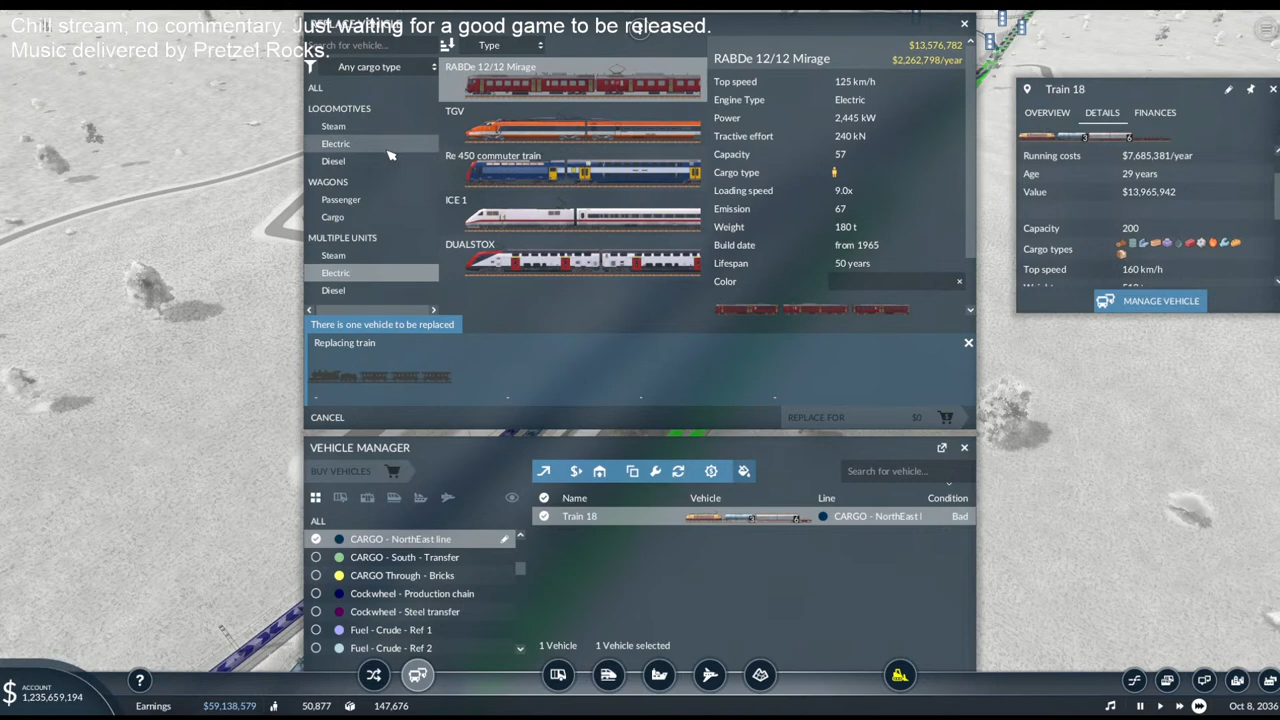 Chill stream, no commentary. Just waiting for a good game to be released.
Music delivered by Pretzel Rocks.
Search for vehicle...
Type
Any cargo type
ALL
LOCOMOTIVES
Steam
Electric
Diesel
WAGONS
Passenger
Cargo
MULTIPLE UNITS
Steam
Electric
Diesel
RABDe 12/12 Mirage
TGV
Re 450 commuter train
ICE 1
DUALSTOX
$13,576,782
RABDe 12/12 Mirage
$2,262,798/year
Top speed 125 km/h
Engine Type Electric
Power 2,445 kW
Tractive effort 240 kN
Capacity 57
Cargo type
Loading speed 9.0x
Emission 67
Weight 180 t
Build date from 1965
Lifespan 50 years
Color
There is one vehicle to be replaced
Replacing train
CANCEL
REPLACE FOR $0
Train 18
OVERVIEW DETAILS FINANCES
3 6
Running costs $7,685,381/year
Age 29 years
Value $13,965,942
Capacity 200
Cargo types
Top speed 160 km/h
MANAGE VEHICLE
VEHICLE MANAGER
BUY VEHICLES
Search for vehicle...
Name Vehicle Line Condition
Train 18 3 6 CARGO - NorthEast Bad
ALL
CARGO - NorthEast line
CARGO - South - Transfer
CARGO Through - Bricks
Cockwheel - Production chain
Cockwheel - Steel transfer
Fuel - Crude - Ref 1
Fuel - Crude - Ref 2
1 Vehicle 1 Vehicle selected
ACCOUNT
1,235,659,194
Earnings $59,138,579 50,877 147,676
Oct 8, 2036